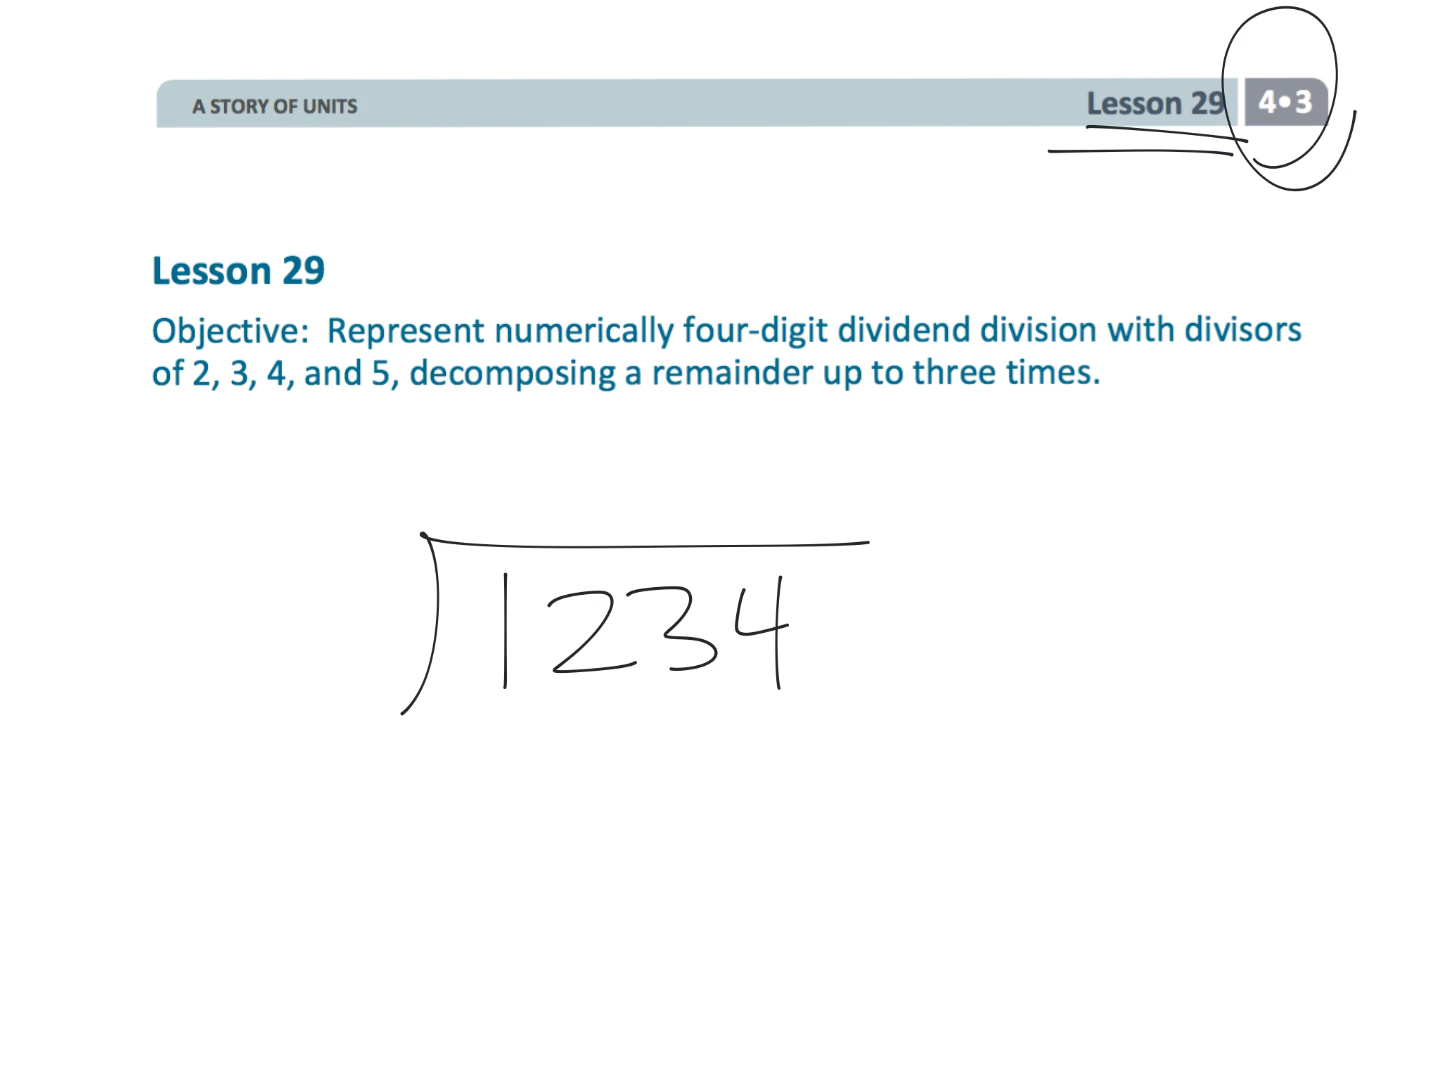 A STORY OF UNITS Lesson 29 4•3
Lesson 29
Objective: Represent numerically four-digit dividend division with divisors
of 2, 3, 4, and 5, decomposing a remainder up to three times.
1234